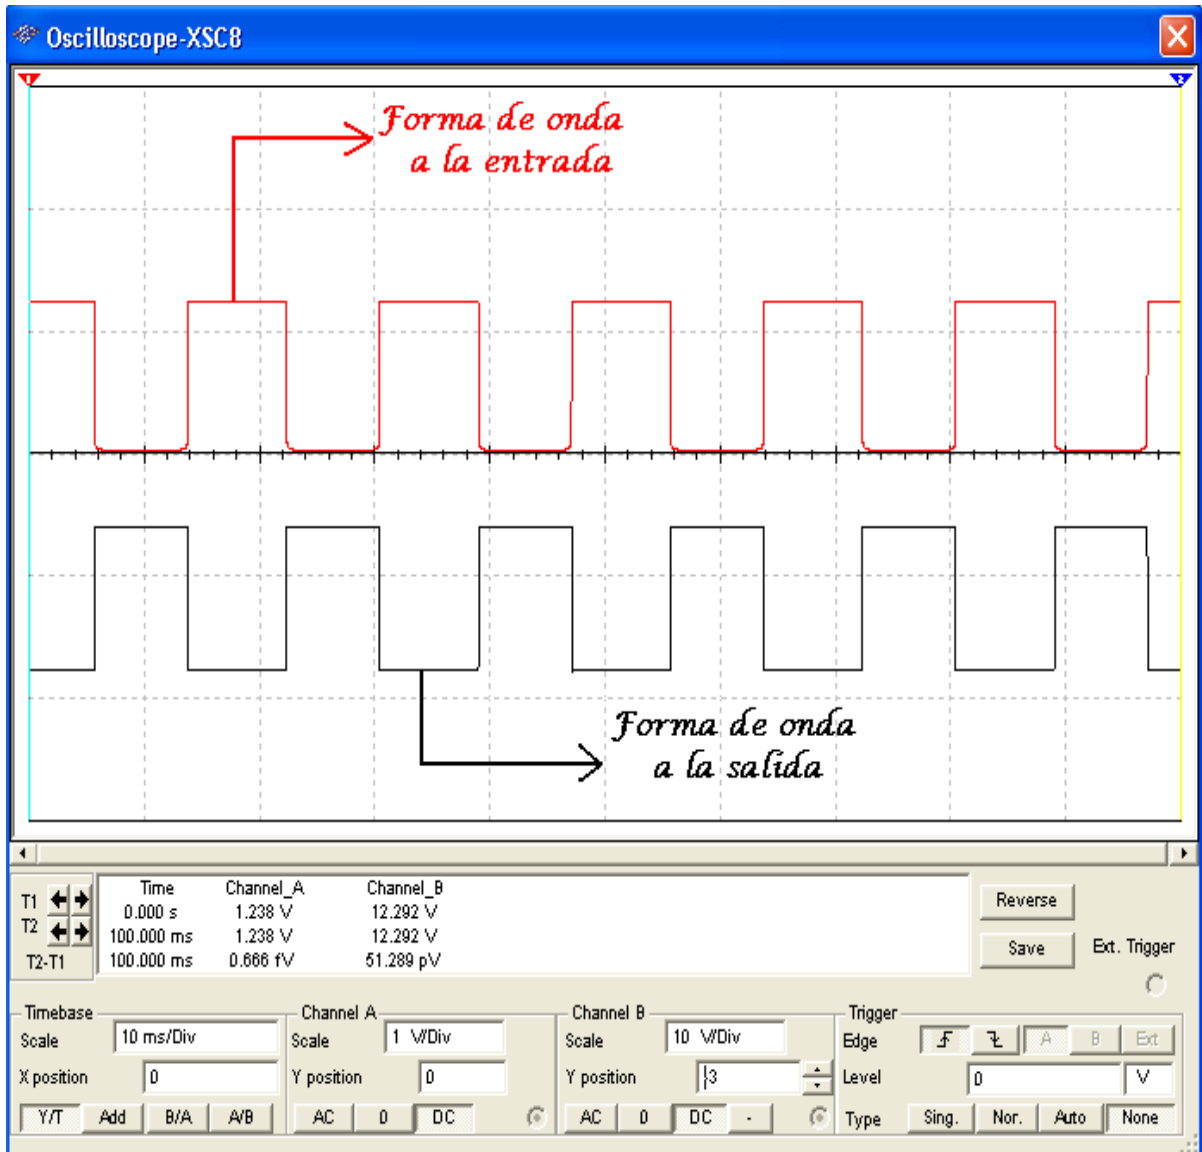 Oscilloscope-XSC8
1
2
Forma de onda
a la entrada
Forma de onda
a la salida
T1
T2
T2-T1
Time Channel_A Channel_B
0.000 s 1.238 V 12.292 V
100.000 ms 1.238 V 12.292 V
100.000 ms 0.666 fV 51.289 pV
Reverse
Save
Ext. Trigger
Timebase
Scale 10 ms/Div
X position 0
Y/T Add B/A A/B
Channel A
Scale 1 V/Div
Y position 0
AC 0 DC
Channel B
Scale 10 V/Div
Y position -3
AC 0 DC -
Trigger
Edge A B Ext
Level 0 V
Type Sing. Nor. Auto None